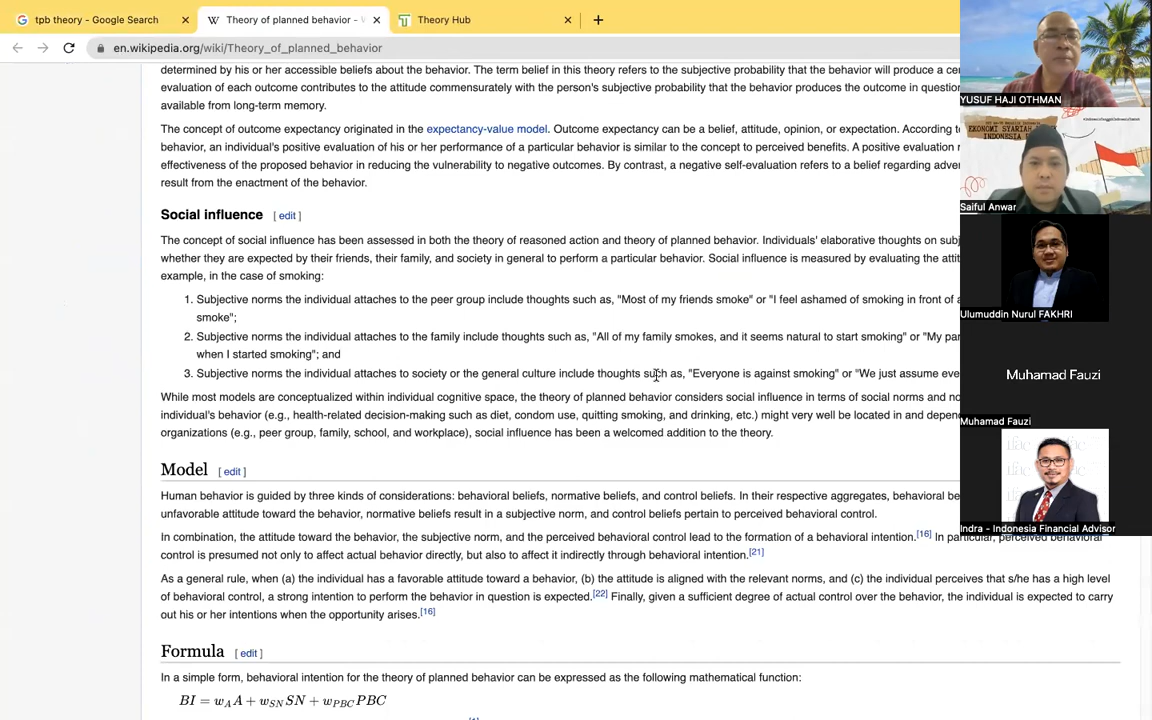 tpb theory - Google Search
Theory of planned behavior -
Theory Hub
en.wikipedia.org/wiki/Theory_of_planned_behavior
determined by his or her accessible beliefs about the behavior. The term belief in this theory refers to the subjective probability that the behavior will produce a
evaluation of each outcome contributes to the attitude commensurately with the person's subjective probability that the behavior produces the outcome in
available from long-term memory.
The concept of outcome expectancy originated in the expectancy-value model. Outcome expectancy can be a belief, attitude, opinion, or expectation. According to
behavior, an individual's positive evaluation of his or her performance of a particular behavior is similar to the concept to perceived benefits. A positive evaluation
effectiveness of the proposed behavior in reducing the vulnerability to negative outcomes. By contrast, a negative self-evaluation refers to a belief regarding
result from the enactment of the behavior.
Social influence [ edit ]
The concept of social influence has been assessed in both the theory of reasoned action and theory of planned behavior. Individuals' elaborative thoughts on
whether they are expected by their friends, their family, and society in general to perform a particular behavior. Social influence is measured by evaluating the
example, in the case of smoking:
1. Subjective norms the individual attaches to the peer group include thoughts such as, "Most of my friends smoke" or "I feel ashamed of smoking in front of a
smoke";
2. Subjective norms the individual attaches to the family include thoughts such as, "All of my family smokes, and it seems natural to start smoking" or "My
when I started smoking"; and
3. Subjective norms the individual attaches to society or the general culture include thoughts such as, "Everyone is against smoking" or "We just assume
While most models are conceptualized within individual cognitive space, the theory of planned behavior considers social influence in terms of social norms and
individual's behavior (e.g., health-related decision-making such as diet, condom use, quitting smoking, and drinking, etc.) might very well be located in and
organizations (e.g., peer group, family, school, and workplace), social influence has been a welcomed addition to the theory.
Model [ edit ]
Human behavior is guided by three kinds of considerations: behavioral beliefs, normative beliefs, and control beliefs. In their respective aggregates, behavioral
unfavorable attitude toward the behavior, normative beliefs result in a subjective norm, and control beliefs pertain to perceived behavioral control.
In combination, the attitude toward the behavior, the subjective norm, and the perceived behavioral control lead to the formation of a behavioral intention.[16] In particular, perceived behavioral
control is presumed not only to affect actual behavior directly, but also to affect it indirectly through behavioral intention.[21]
As a general rule, when (a) the individual has a favorable attitude toward a behavior, (b) the attitude is aligned with the relevant norms, and (c) the individual perceives that s/he has a high level
of behavioral control, a strong intention to perform the behavior in question is expected.[22] Finally, given a sufficient degree of actual control over the behavior, the individual is expected to carry
out his or her intentions when the opportunity arises.[16]
Formula [ edit ]
In a simple form, behavioral intention for the theory of planned behavior can be expressed as the following mathematical function:
BI = wAA + wSNSN + wPBCPBC
YUSUF HAJI OTHMAN
EKONOMI SYARIAH
INDONESIA
Saiful Anwar
Ulumuddin Nurul FAKHRI
Muhamad Fauzi
Muhamad Fauzi
Indra - Indonesia Financial Advisor